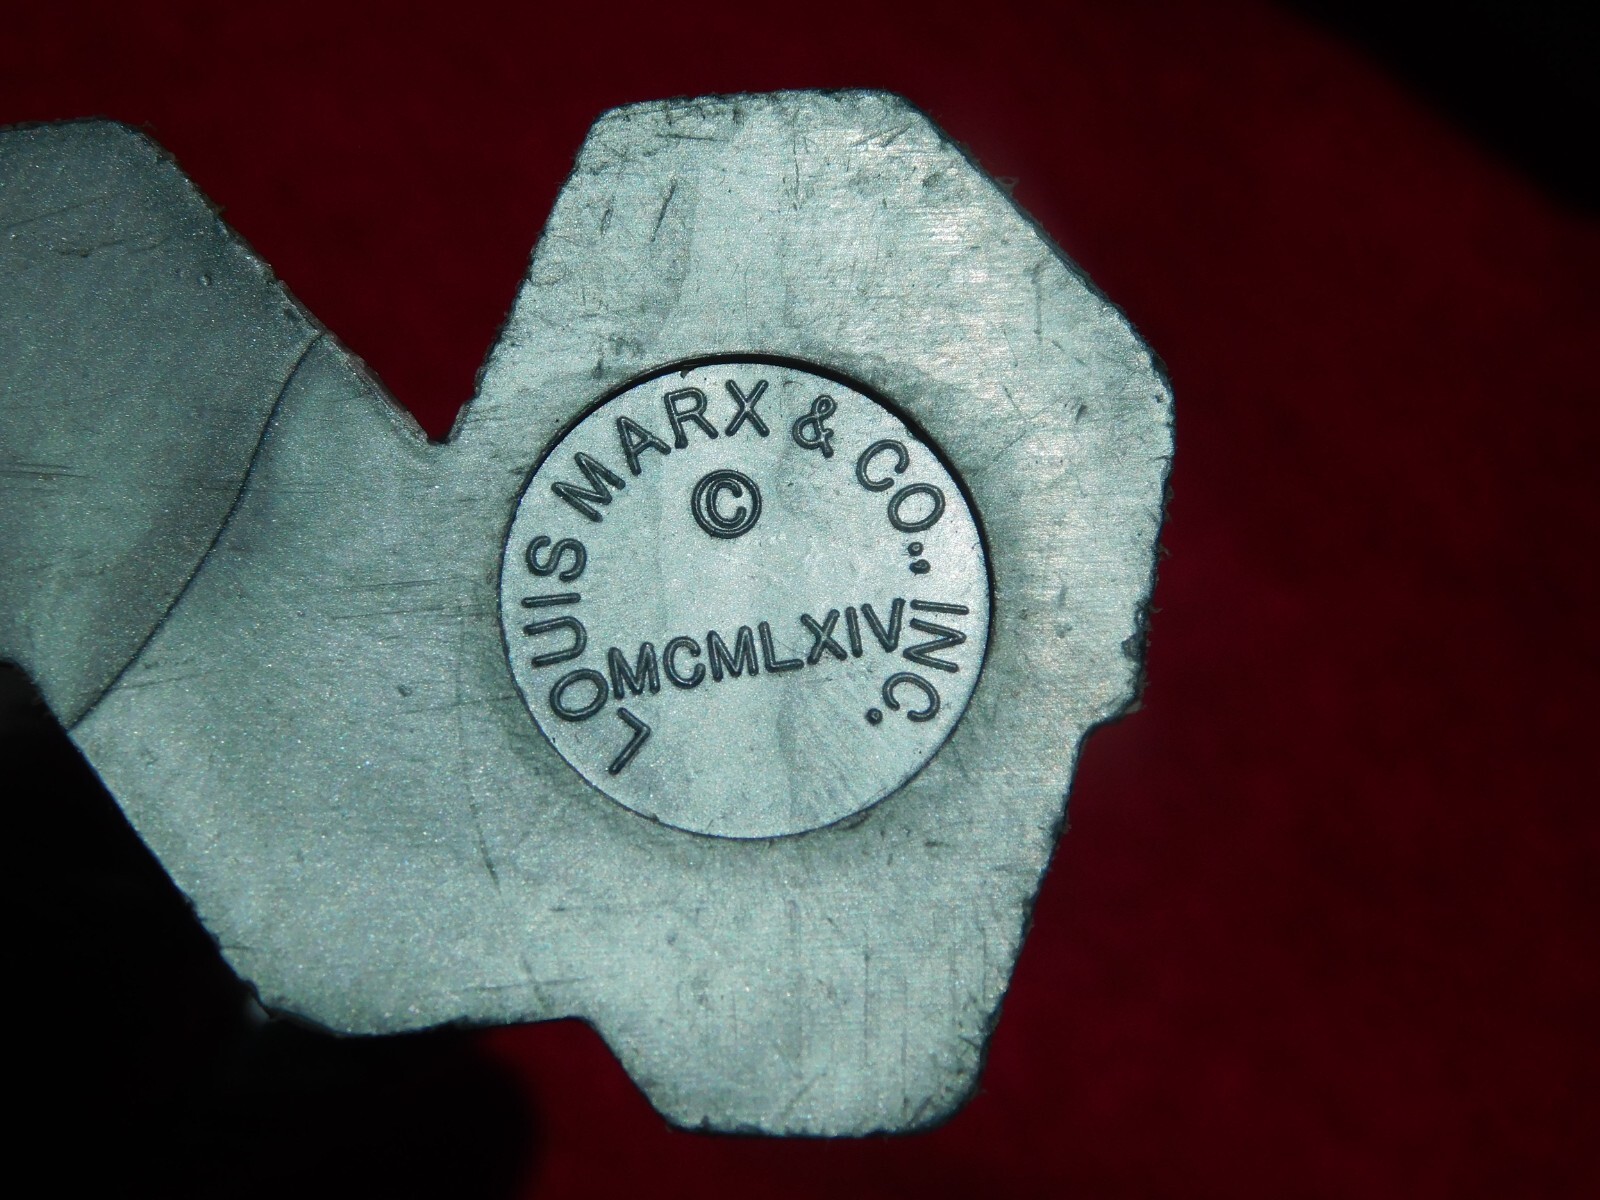 LOUIS MARX & CO., INC.
©
MCMLXIV